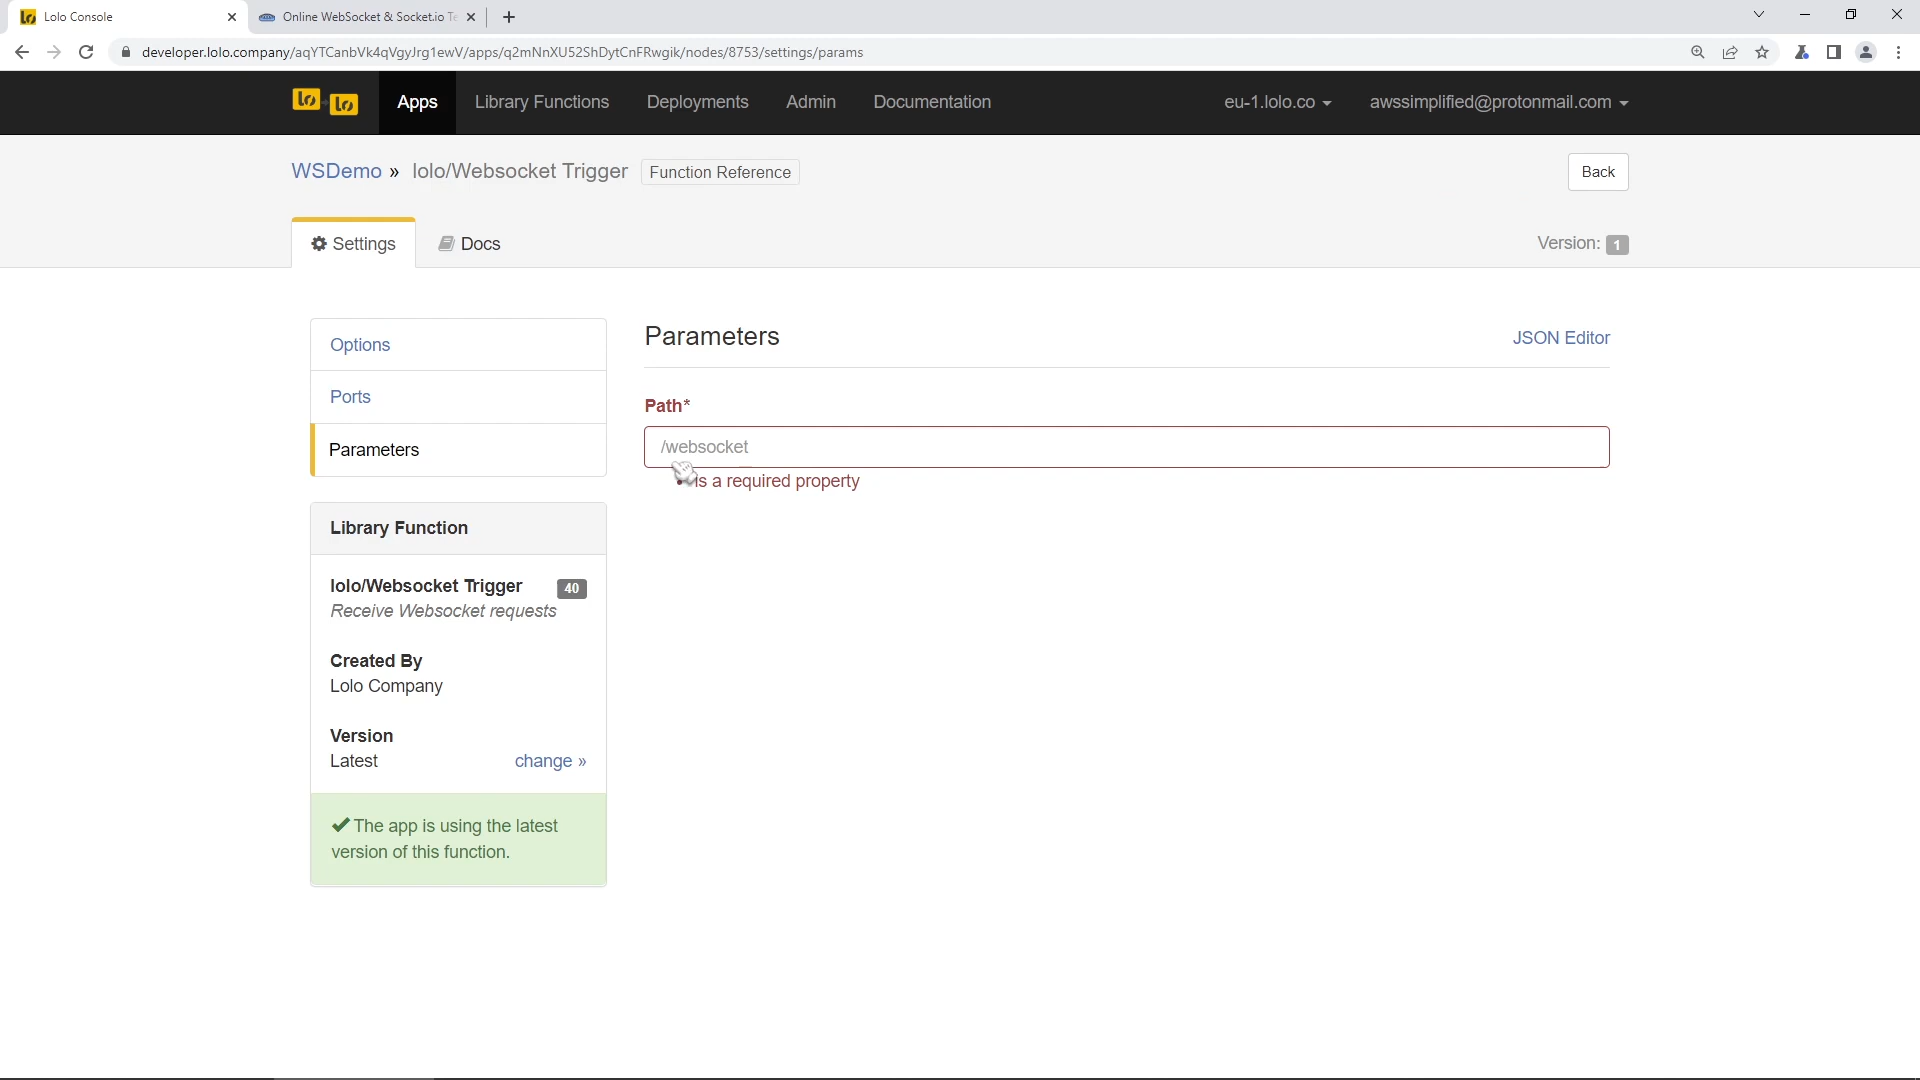 Lolo Console
Online WebSocket & Socket.io Te
developer.lolo.company/aqYTCanbVk4qVgyJrg1ewV/apps/q2mNnXU52ShDytCnFRwgik/nodes/8753/settings/params
lo lo
Apps
Library Functions
Deployments
Admin
Documentation
eu-1.lolo.co
awssimplified@protonmail.com
WSDemo » lolo/Websocket Trigger
Function Reference
Back
Settings
Docs
Version: 1
Options
Ports
Parameters
Parameters
JSON Editor
Path*
/websocket
is a required property
Library Function
lolo/Websocket Trigger 40
Receive Websocket requests
Created By
Lolo Company
Version
Latest
change »
The app is using the latest
version of this function.